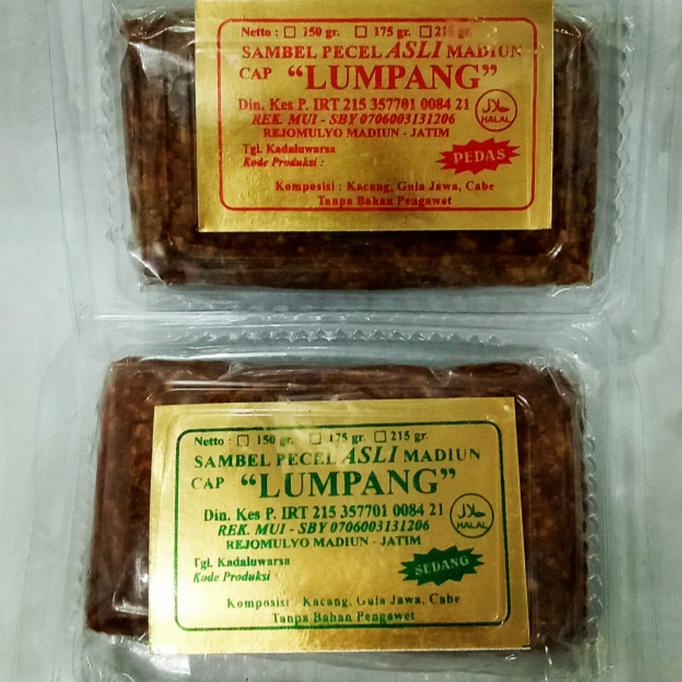 Netto : □ 150 gr. □ 175 gr. □ 215 gr.
SAMBEL PECEL ASLI MADIUN
CAP "LUMPANG"
Din. Kes P. IRT 215 357701 0084 21
REK. MUI - SBY 0706003131206
REJOMULYO MADIUN - JATIM
حلال
HALAL
Tgl. Kadaluwarsa
Kode Produksi :
PEDAS
Komposisi : Kacang, Gula Jawa, Cabe
Tanpa Bahan Pengawet
Netto : □ 150 gr. □ 175 gr. □ 215 gr.
SAMBEL PECEL ASLI MADIUN
CAP "LUMPANG"
Din. Kes P. IRT 215 357701 0084 21
REK. MUI - SBY 0706003131206
REJOMULYO MADIUN - JATIM
حلال
HALAL
Tgl. Kadaluwarsa
Kode Produksi :
SEDANG
Komposisi : Kacang, Gula Jawa, Cabe
Tanpa Bahan Pengawet